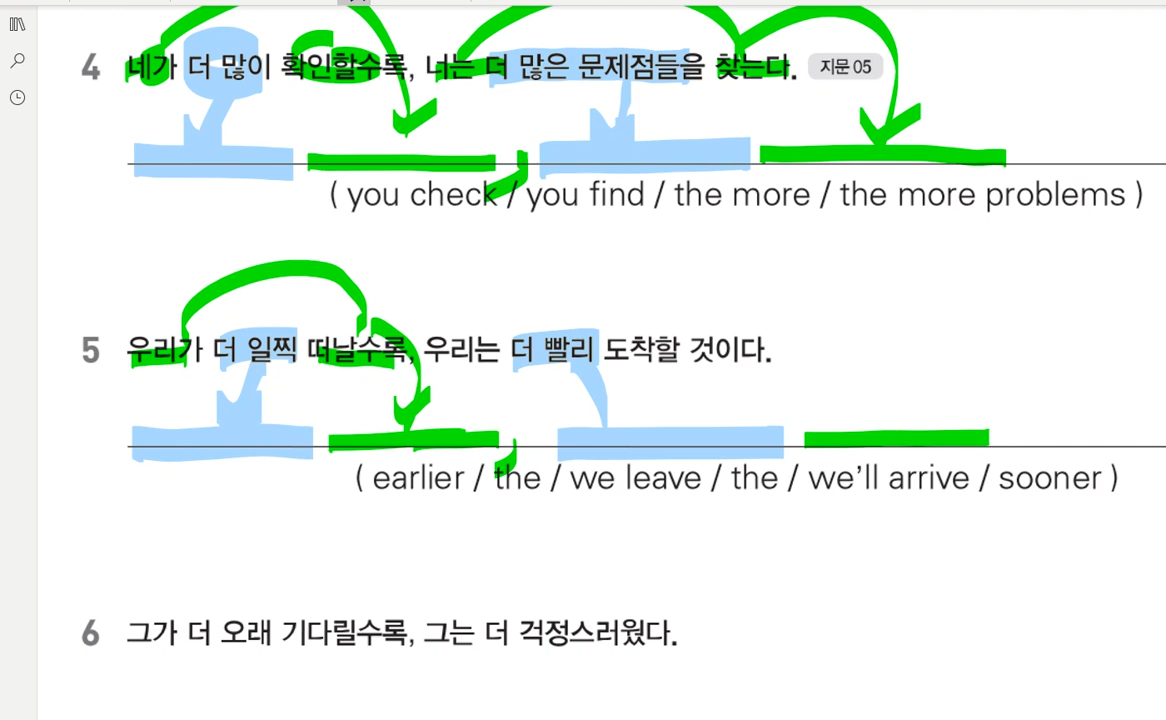 4 네가 더 많이 확인할수록, 너는 더 많은 문제점들을 찾는다. 지문 05
( you check / you find / the more / the more problems )
5 우리가 더 일찍 떠날수록, 우리는 더 빨리 도착할 것이다.
( earlier / the / we leave / the / we'll arrive / sooner )
6 그가 더 오래 기다릴수록, 그는 더 걱정스러웠다.